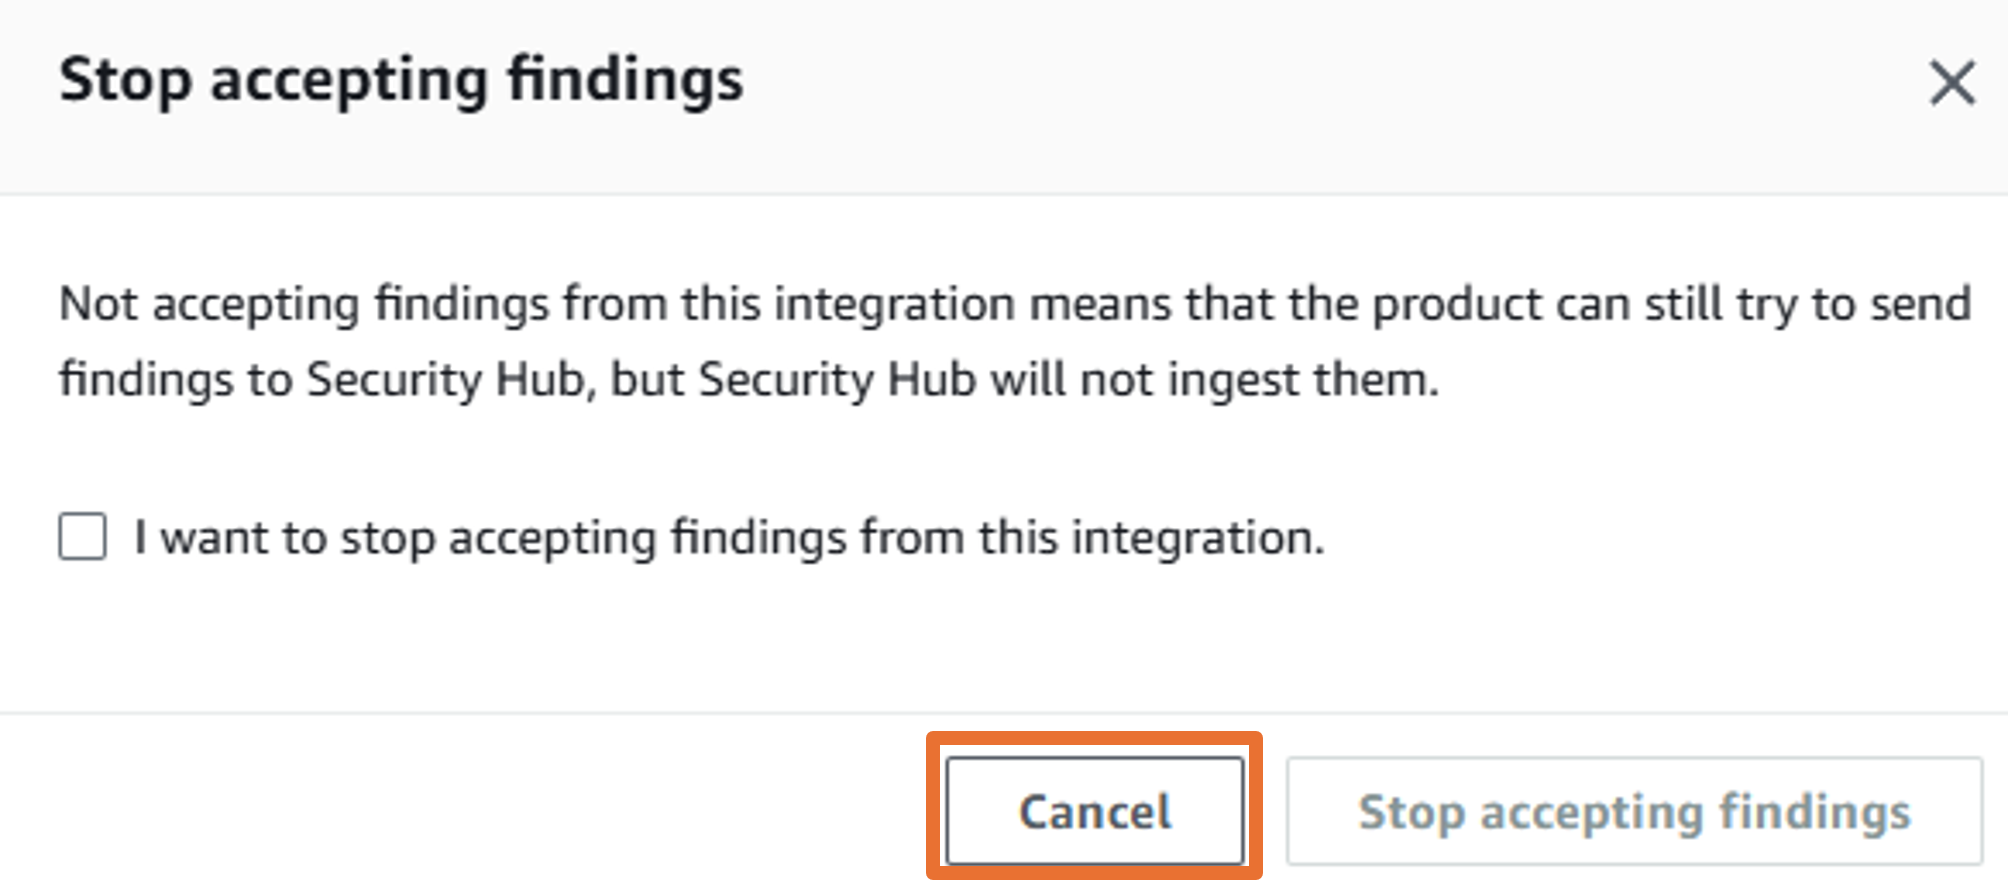 Stop accepting findings
Not accepting findings from this integration means that the product can still try to send
findings to Security Hub, but Security Hub will not ingest them.
I want to stop accepting findings from this integration.
Cancel
Stop accepting findings